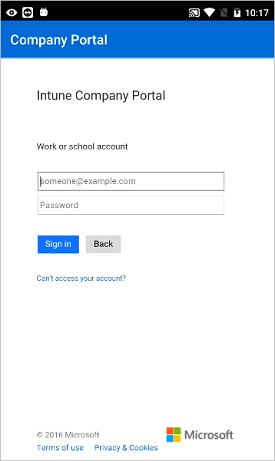 10:17
Company Portal
Intune Company Portal
Work or school account
someone@example.com
Password
Sign in Back
Can't access your account?
© 2016 Microsoft
Microsoft
Terms of use Privacy & Cookies